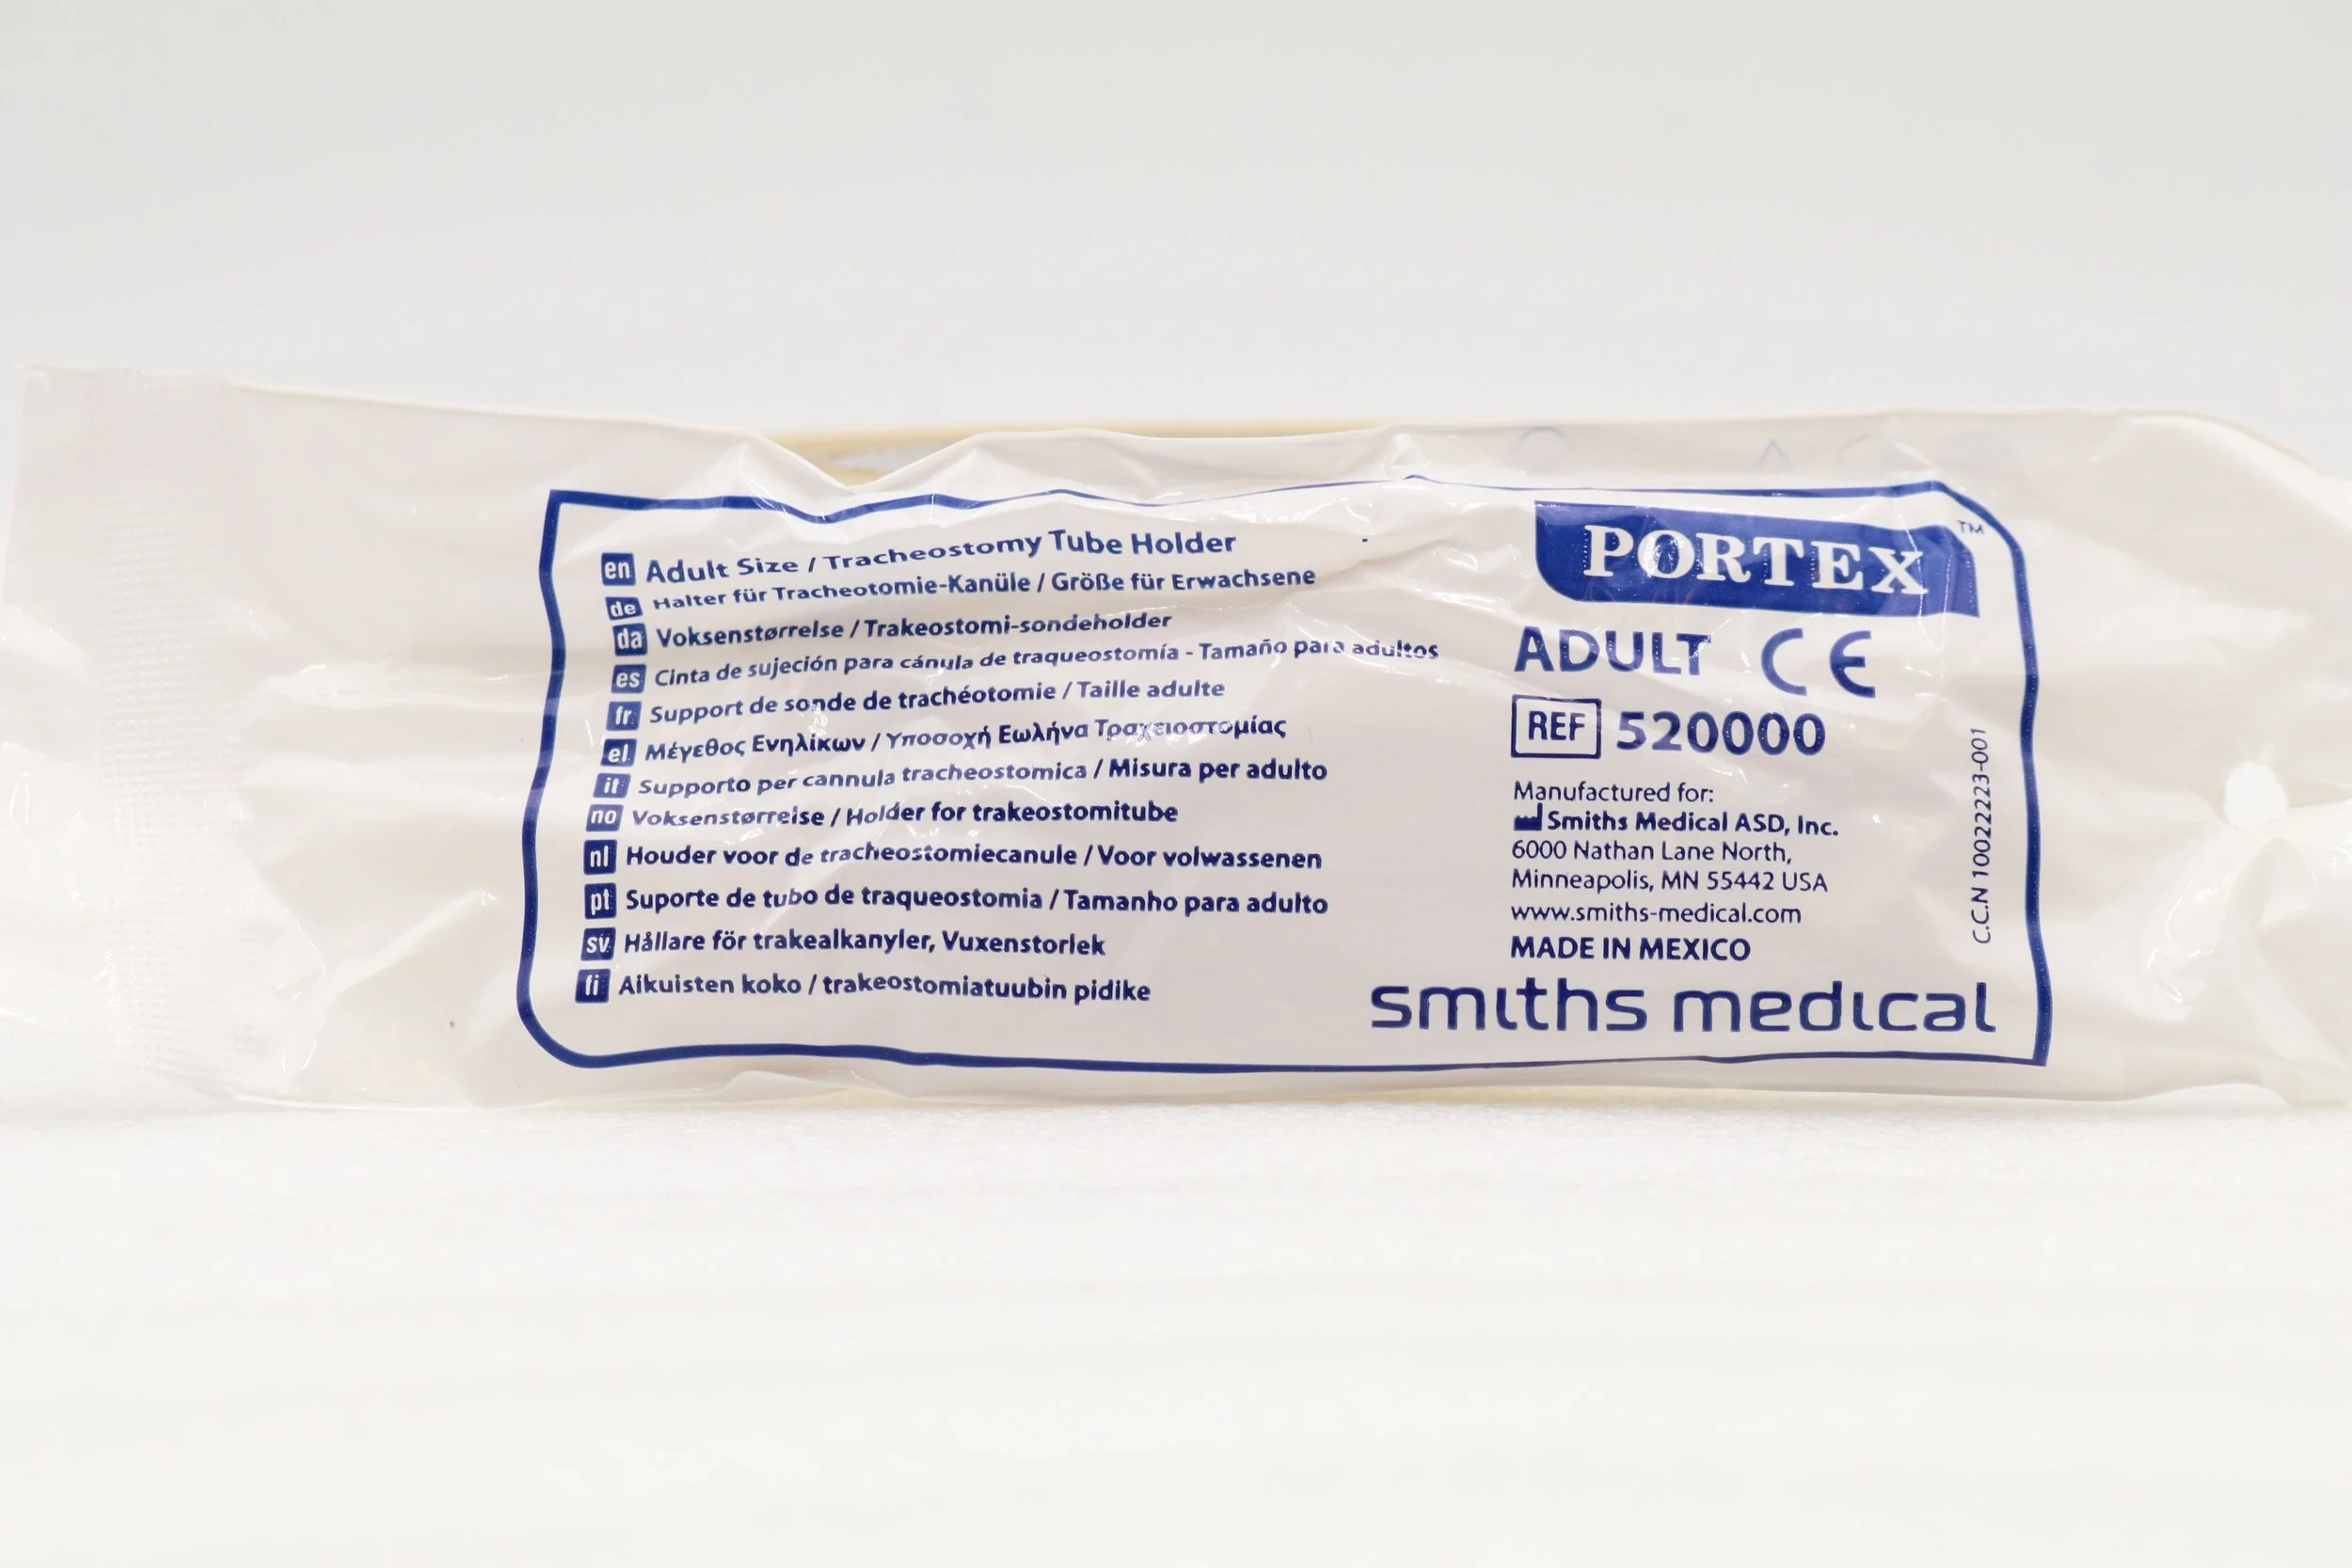 en Adult Size / Tracheostomy Tube Holder
de Halter für Tracheotomie-Kanüle / Größe für Erwachsene
da Voksenstørrelse / Trakeostomi-sondeholder
es Cinta de sujeción para cánula de traqueostomía - Tamaño para adultos
fr Support de sonde de trachéotomie / Taille adulte
el Μέγεθος Ενηλίκων / Υποσοχή Εωλήνα Τραχειοστομίας
it Supporto per cannula tracheostomica / Misura per adulto
no Voksenstørrelse / Holder for trakeostomitube
nl Houder voor de tracheostomiecanule / Voor volwassenen
pt Suporte de tubo de traqueostomia / Tamanho para adulto
sv Hållare för trakealkanyler, Vuxenstorlek
fi Aikuisten koko / trakeostomiatuubin pidike
PORTEX™
ADULT CE
REF 520000
Manufactured for:
Smiths Medical ASD, Inc.
6000 Nathan Lane North,
Minneapolis, MN 55442 USA
www.smiths-medical.com
MADE IN MEXICO
smiths medical
C.C.N 10022223-001